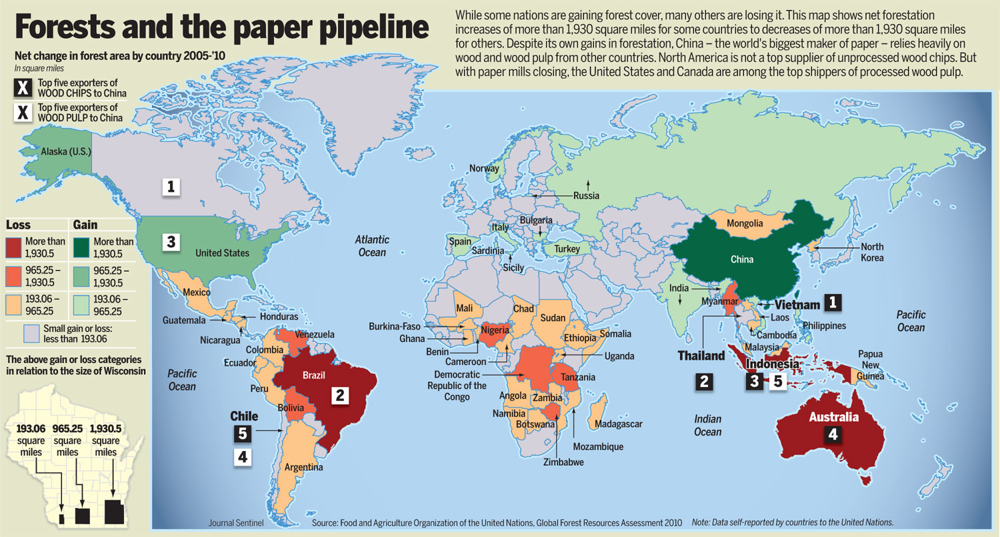 Forests and the paper pipeline
While some nations are gaining forest cover, many others are losing it. This map shows net forestation
increases of more than 1,930 square miles for some countries to decreases of more than 1,930 square miles
for others. Despite its own gains in forestation, China – the world's biggest maker of paper – relies heavily on
wood and wood pulp from other countries. North America is not a top supplier of unprocessed wood chips. But
with paper mills closing, the United States and Canada are among the top shippers of processed wood pulp.
Net change in forest area by country 2005-'10
In square miles
X
Top five exporters of
WOOD CHIPS to China
X
Top five exporters of
WOOD PULP to China
Alaska (U.S.)
1
3
United States
Loss
Gain
More than
1,930.5
More than
1,930.5
965.25 –
1,930.5
965.25 –
1,930.5
193.06 –
965.25
193.06 –
965.25
Small gain or loss:
less than 193.06
The above gain or loss categories
in relation to the size of Wisconsin
193.06
square
miles
965.25
square
miles
1,930.5
square
miles
Atlantic
Ocean
Mexico
Guatemala
Honduras
Nicaragua
Venezuela
Colombia
Ecuador
Brazil
2
Peru
Bolivia
Pacific
Ocean
Chile
5
4
Argentina
Norway
Russia
Bulgaria
Italy
Spain
Sardinia
Sicily
Turkey
Mongolia
China
North
Korea
India
Myanmar
Vietnam
1
Laos
Cambodia
Philippines
Malaysia
Thailand
2
Indonesia
3
5
Papua
New
Guinea
Pacific
Ocean
Australia
4
Indian
Ocean
Mali
Chad
Sudan
Burkina-Faso
Nigeria
Ghana
Ethiopia
Somalia
Benin
Cameroon
Uganda
Democratic
Republic of the
Congo
Tanzania
Angola
Zambia
Namibia
Botswana
Madagascar
Mozambique
Zimbabwe
Journal Sentinel
Source: Food and Agriculture Organization of the United Nations, Global Forest Resources Assessment 2010
Note: Data self-reported by countries to the United Nations.